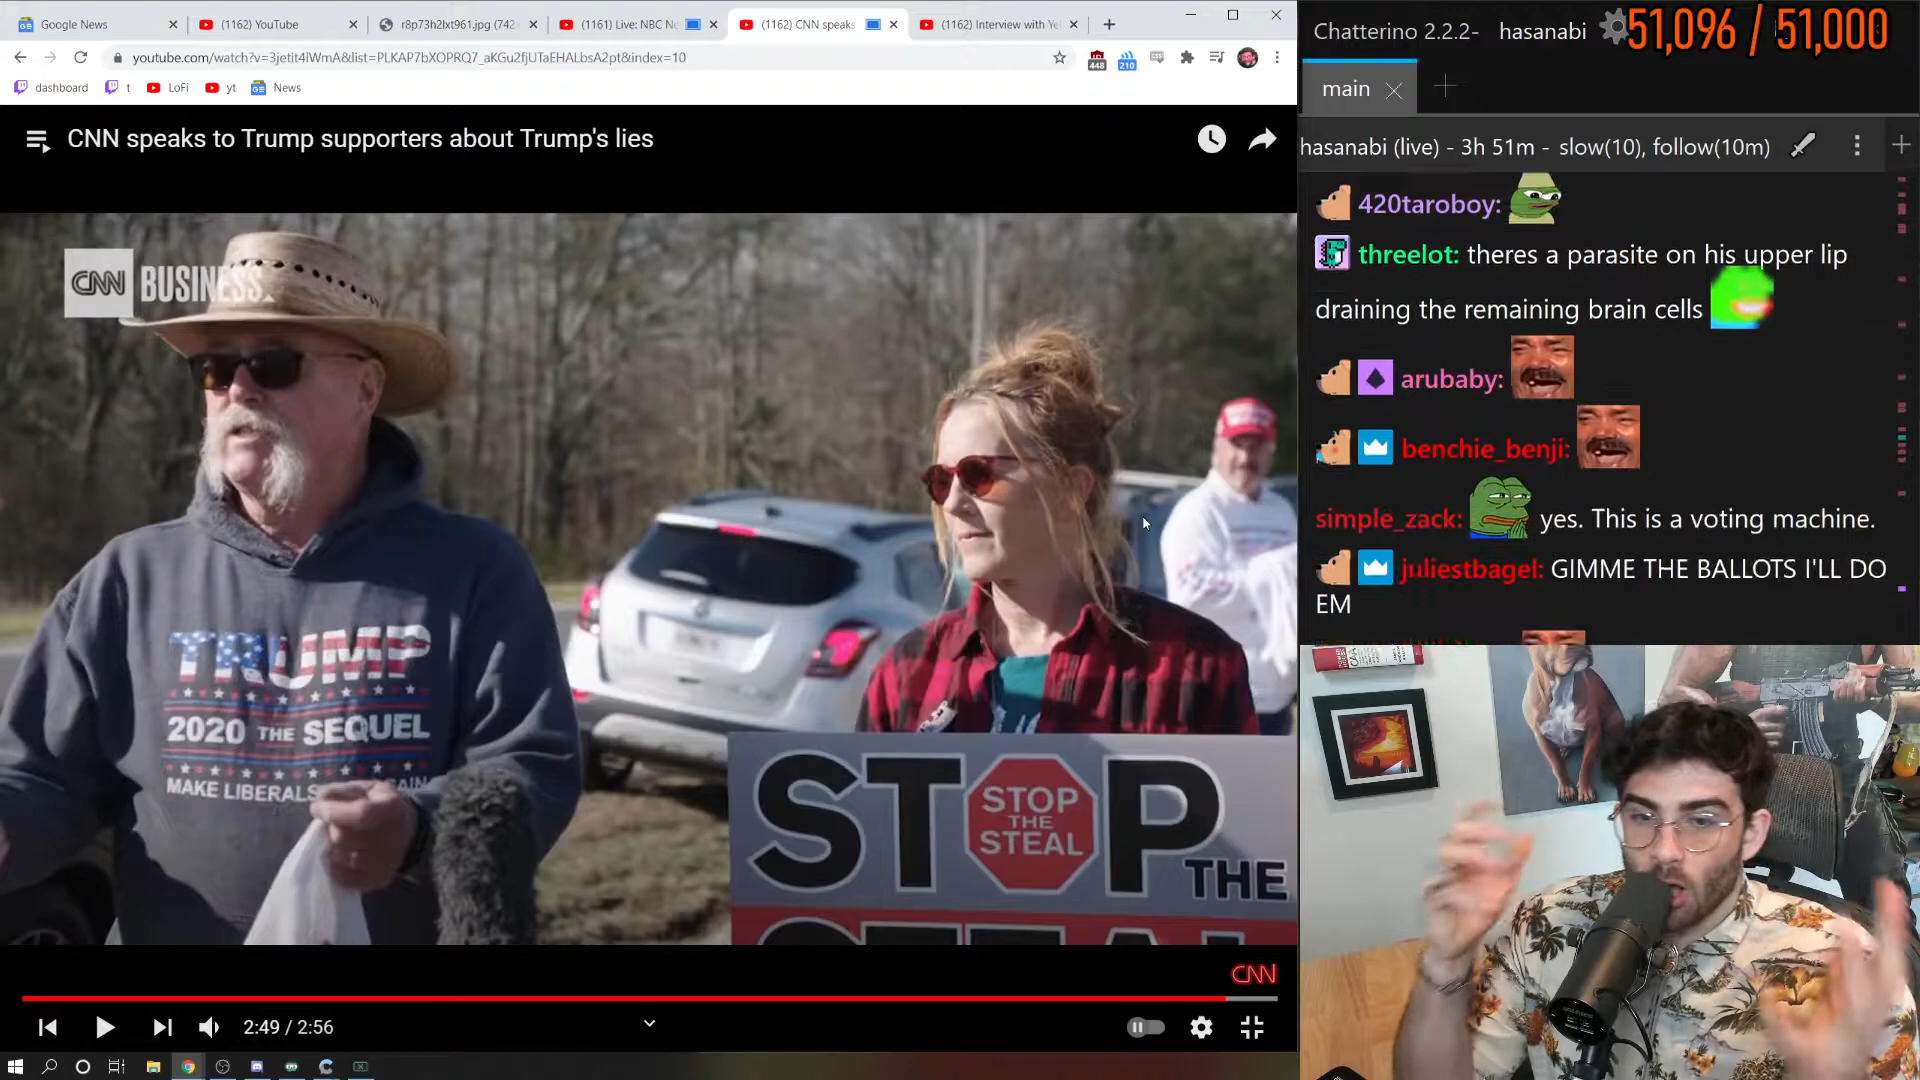 Google News
(1162) YouTube
r8p73h2lxt961.jpg (742
(1161) Live: NBC Ne
(1162) CNN speaks
(1162) Interview with Ye
youtube.com/watch?v=3jetit4lWmA&list=PLKAP7bXOPRQ7_aKGu2fjUTaEHALbsA2pt&index=10
448
210
dashboard
t
LoFi
yt
News
CNN speaks to Trump supporters about Trump's lies
CNN BUSINESS
TRUMP
2020 THE SEQUEL
MAKE LIBERALS
STOP THE
STOP
THE
STEAL
CNN
2:49 / 2:56
Chatterino 2.2.2-
hasanabi
51,096 / 51,000
main
hasanabi (live) - 3h 51m - slow(10), follow(10m)
420taroboy:
threelot: theres a parasite on his upper lip
draining the remaining brain cells
arubaby:
benchie_benji:
simple_zack: yes. This is a voting machine.
juliestbagel: GIMME THE BALLOTS I'LL DO
EM